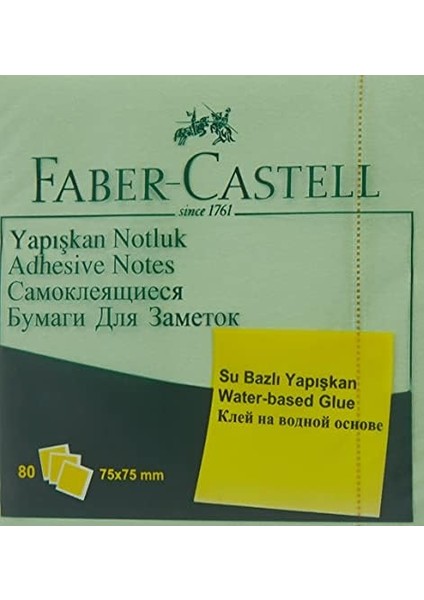 FABER-CASTELL
since 1761
Yapışkan Notluk
Adhesive Notes
Самоклеящиеся
Бумаги Для Заметок
Su Bazlı Yapışkan
Water-based Glue
Клей на водной основе
80
75x75 mm